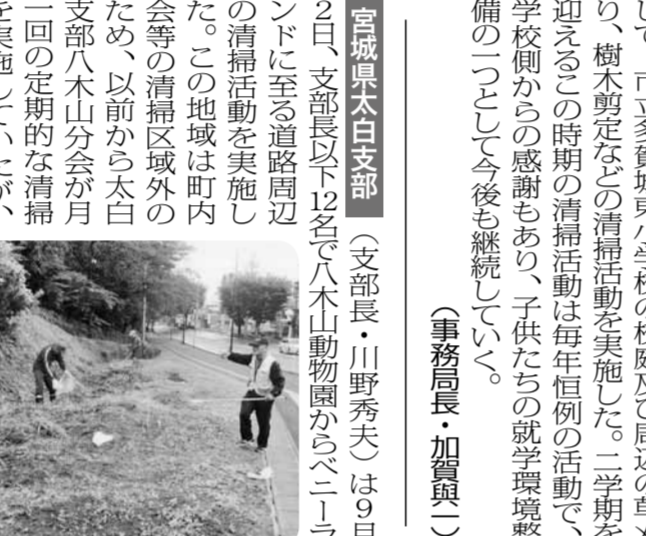 して、市立多賀城東小学校の校庭及び周辺の草
り、樹木剪定などの清掃活動を実施した。二学期を
迎えるこの時期の清掃活動は毎年恒例の活動で、
学校側からの感謝もあり、子供たちの就学環境整
備の一つとして今後も継続していく。
（事務局長・加賀與一）
宮城県太白支部（支部長・川野秀夫）は9月
2日、支部長以下12名で八木山動物園からベニーラ
ンドに至る道路周辺
の清掃活動を実施し
た。この地域は町内
会等の清掃区域外の
ため、以前から太白
支部八木山分会が月
一回の定期的な清掃
を実施していたが、